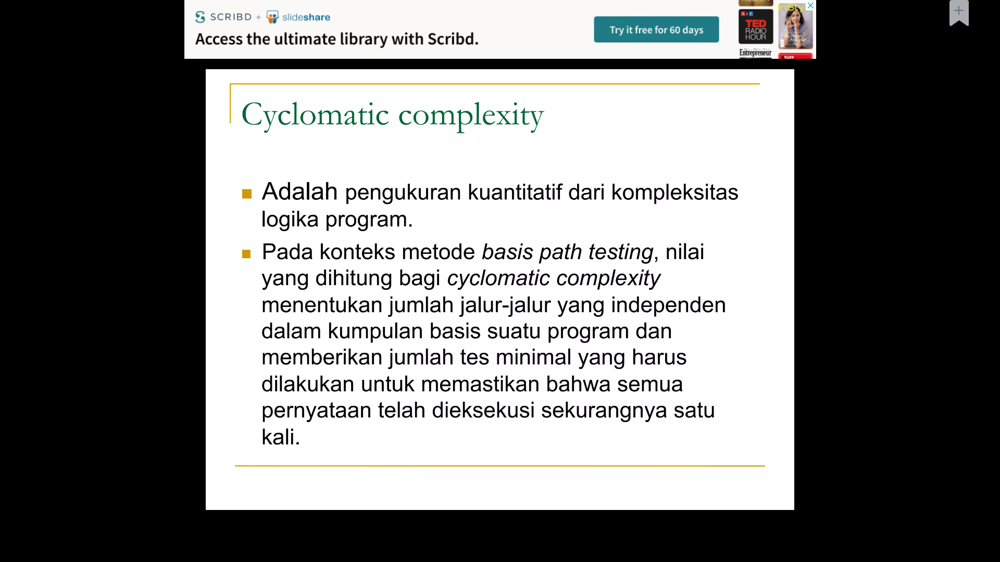 SCRIBD + slideshare
Access the ultimate library with Scribd.
Try it free for 60 days
TED
RADIO
HOUR
InStyl
Entrepreneur
Cyclomatic complexity
Adalah pengukuran kuantitatif dari kompleksitas
logika program.
Pada konteks metode basis path testing, nilai
yang dihitung bagi cyclomatic complexity
menentukan jumlah jalur-jalur yang independen
dalam kumpulan basis suatu program dan
memberikan jumlah tes minimal yang harus
dilakukan untuk memastikan bahwa semua
pernyataan telah dieksekusi sekurangnya satu
kali.